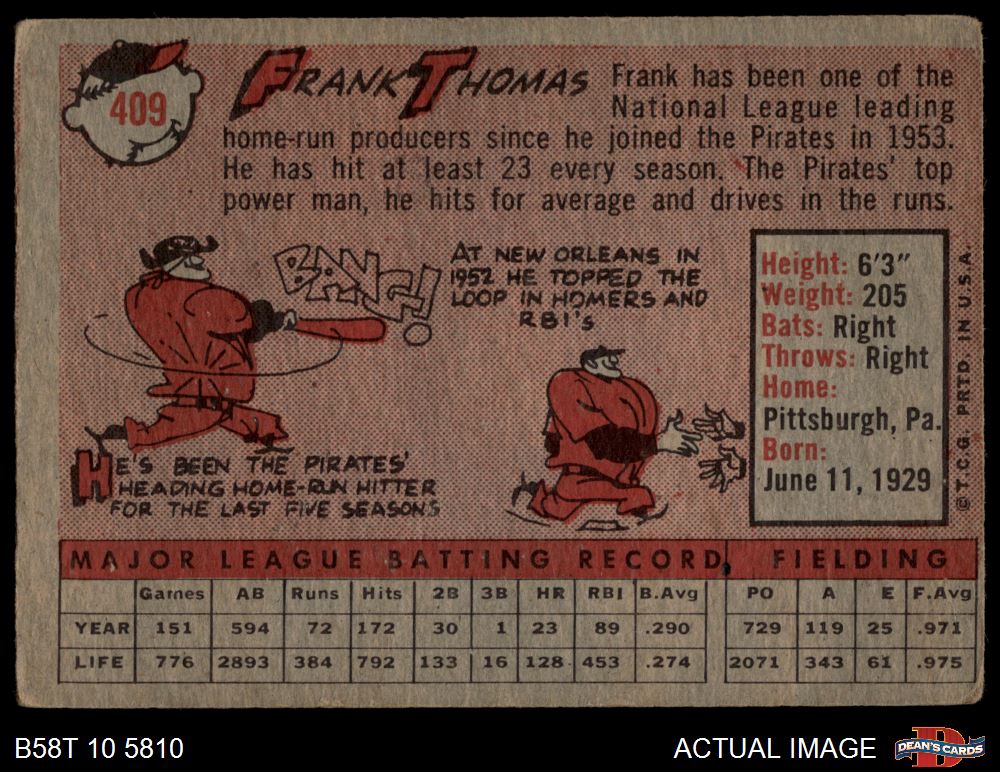 409
FRANK THOMAS
Frank has been one of the
National League leading
home-run producers since he joined the Pirates in 1953.
He has hit at least 23 every season. The Pirates' top
power man, he hits for average and drives in the runs.
BANG!
AT NEW ORLEANS IN
1952 HE TOPPED THE
LOOP IN HOMERS AND
RBI's
HE'S BEEN THE PIRATES'
HEADING HOME-RUN HITTER
FOR THE LAST FIVE SEASONS
Height: 6'3"
Weight: 205
Bats: Right
Throws: Right
Home:
Pittsburgh, Pa.
Born:
June 11, 1929
© T.C.G. PRTD. IN U.S.A.
MAJOR LEAGUE BATTING RECORD FIELDING
Games AB Runs Hits 2B 3B HR RBI B.Avg PO A E F.Avg
YEAR 151 594 72 172 30 1 23 89 .290 729 119 25 .971
LIFE 776 2893 384 792 133 16 128 453 .274 2071 343 61 .975
B58T 10 5810
ACTUAL IMAGE
DEAN'S CARDS